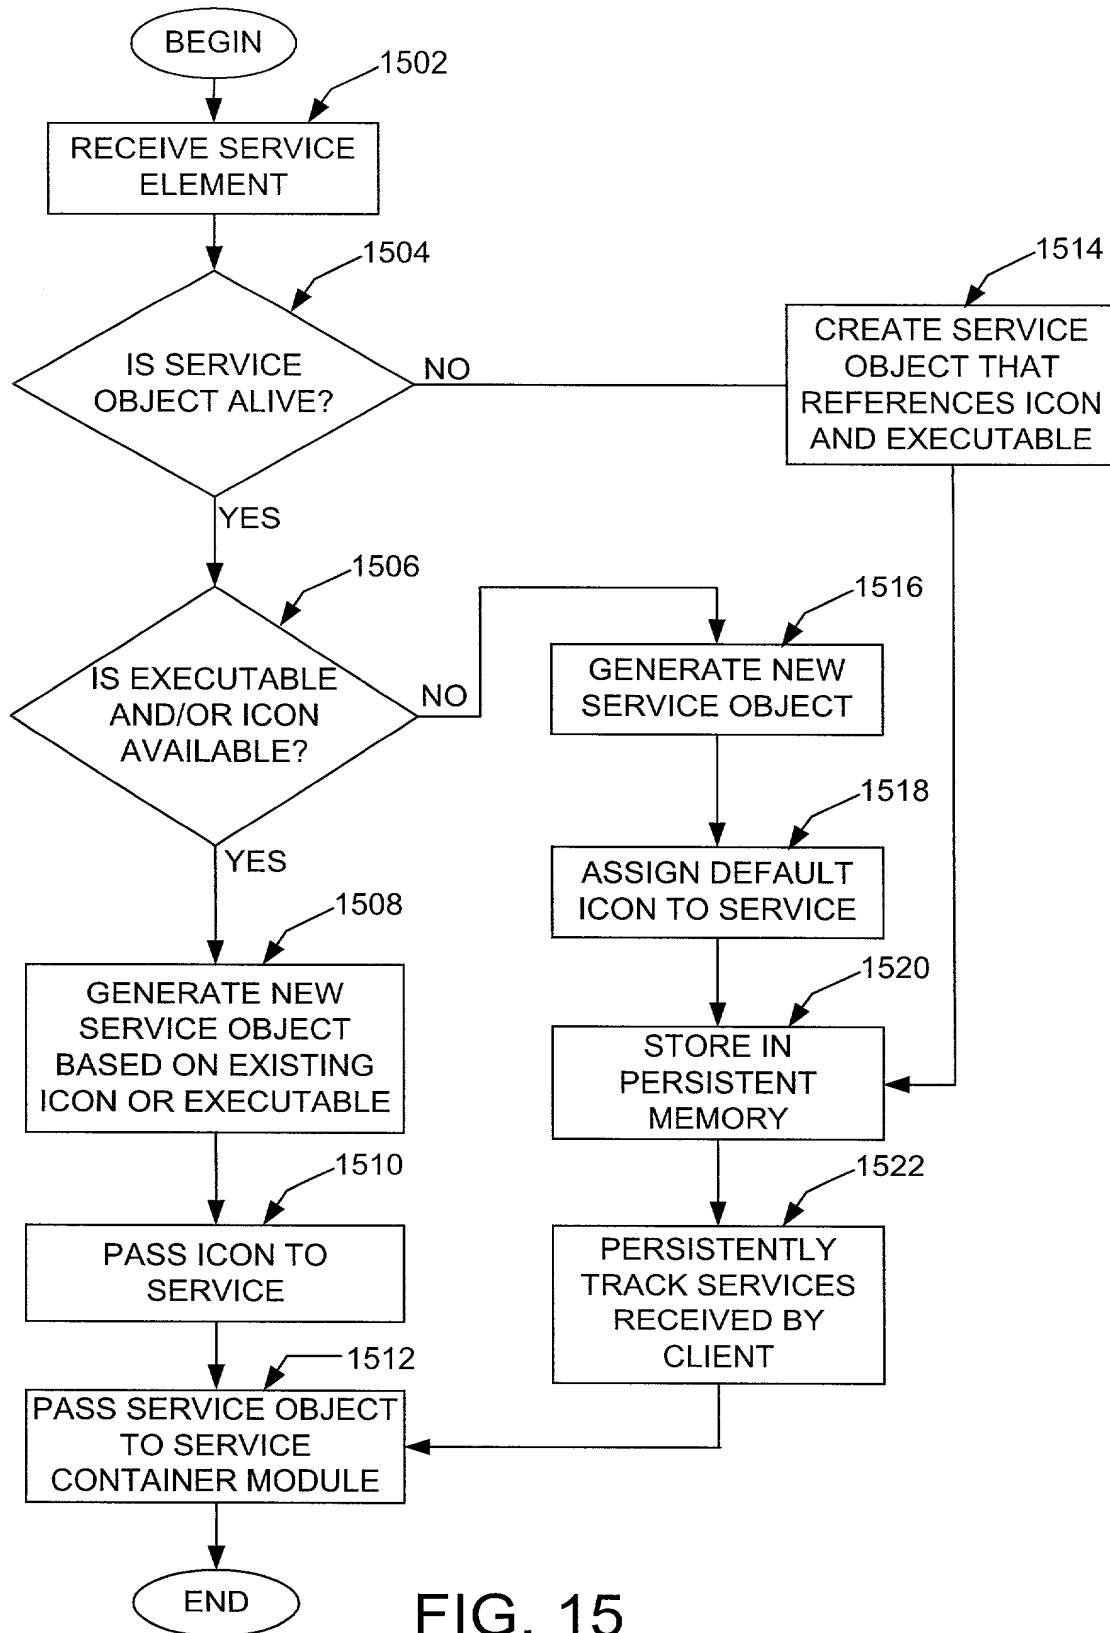 BEGIN
1502
RECEIVE SERVICE
ELEMENT
1504
IS SERVICE
OBJECT ALIVE?
NO
YES
1514
CREATE SERVICE
OBJECT THAT
REFERENCES ICON
AND EXECUTABLE
1506
IS EXECUTABLE
AND/OR ICON
AVAILABLE?
NO
YES
1516
GENERATE NEW
SERVICE OBJECT
1518
ASSIGN DEFAULT
ICON TO SERVICE
1508
GENERATE NEW
SERVICE OBJECT
BASED ON EXISTING
ICON OR EXECUTABLE
1520
STORE IN
PERSISTENT
MEMORY
1510
PASS ICON TO
SERVICE
1522
PERSISTENTLY
TRACK SERVICES
RECEIVED BY
CLIENT
1512
PASS SERVICE OBJECT
TO SERVICE
CONTAINER MODULE
END
FIG. 15